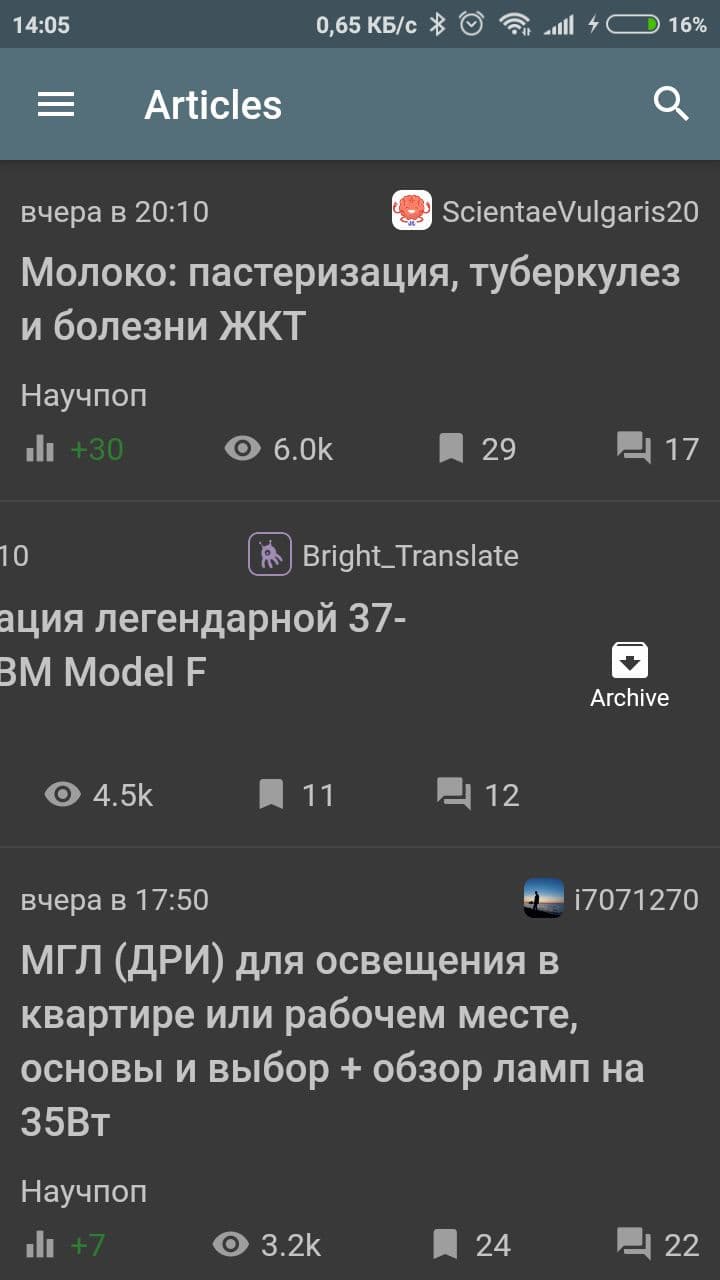 14:05 0,65 КБ/с 16%
Articles
вчера в 20:10 ScientaeVulgaris20
Молоко: пастеризация, туберкулез
и болезни ЖКТ
Научпоп
+30 6.0k 29 17
10 Bright_Translate
ация легендарной 37-
BM Model F
Archive
4.5k 11 12
вчера в 17:50 i7071270
МГЛ (ДРИ) для освещения в
квартире или рабочем месте,
основы и выбор + обзор ламп на
35Вт
Научпоп
+7 3.2k 24 22